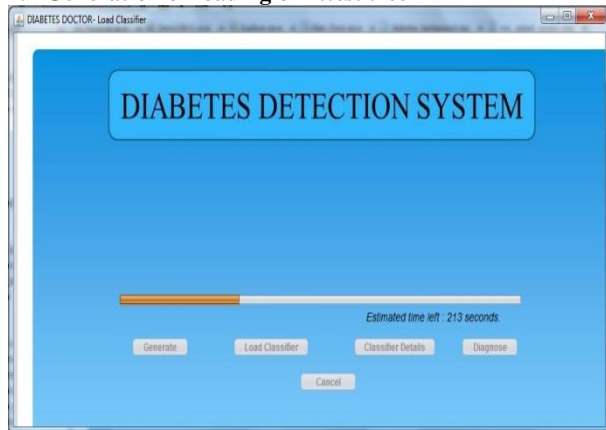 DIABETES DOCTOR- Load Classifier
DIABETES DETECTION SYSTEM
Estimated time left : 213 seconds.
Generate Load Classifier Classifier Details Diagnose
Cancel